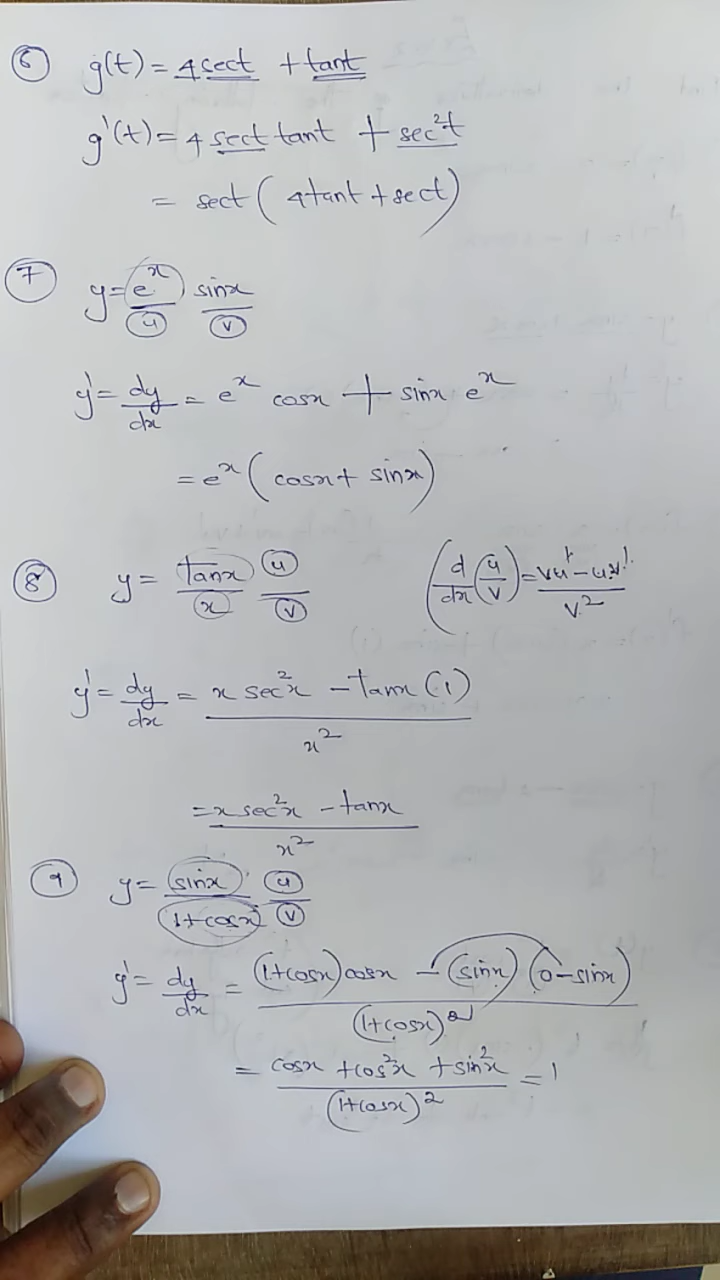 ⑥ g(t) = 4sect + tant
g'(t) = 4 sect tant + sec²t
= sect (4tant + sect)
⑦ y = e^x sinx
u v
y' = dy/dx = e^x cosx + sinx e^x
= e^x (cosx + sinx)
⑧ y = tanx/x u/v (d/dx (u/v) = (vu' - uv')/v²)
y' = dy/dx = (x sec²x - tanx (1))/x²
= (x sec²x - tanx)/x²
⑨ y = sinx/(1+cosx) u/v
y' = dy/dx = ((1+cosx) cosx - (sinx) (0-sinx))/(1+cosx)²
= (cosx + cos²x + sin²x)/(1+cosx)² = 1